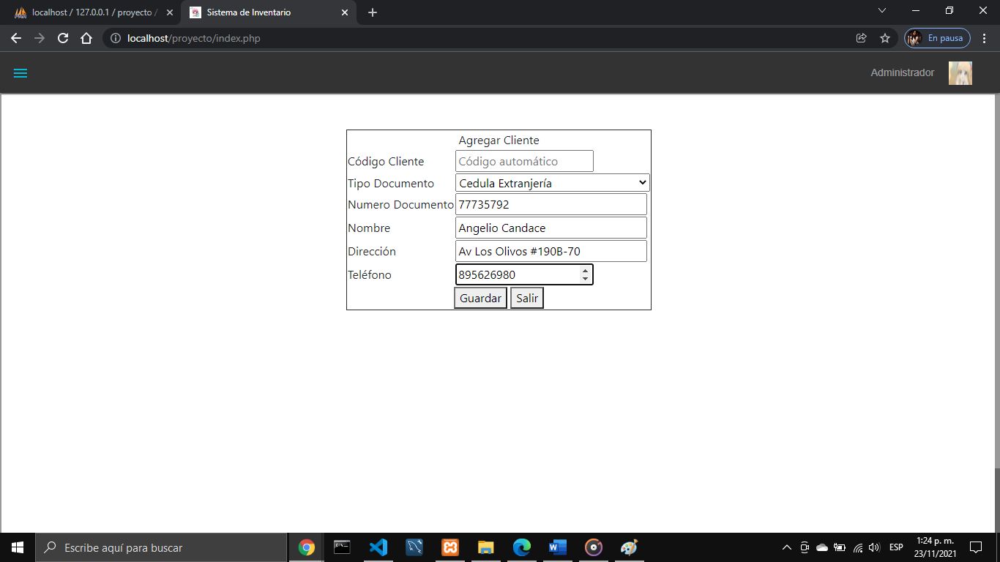 localhost / 127.0.0.1 / proyecto /
Sistema de Inventario
localhost/proyecto/index.php
En pausa
Administrador
Agregar Cliente
Código Cliente Código automático
Tipo Documento Cedula Extranjería
Numero Documento 77735792
Nombre Angelio Candace
Dirección Av Los Olivos #190B-70
Teléfono 895626980
Guardar Salir
Escribe aquí para buscar
ESP
1:24 p. m.
23/11/2021